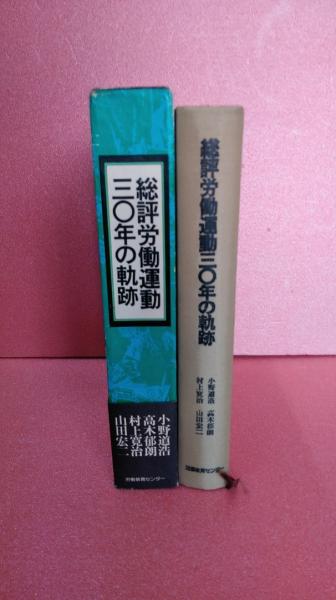 総評労働運動
三〇年の軌跡
小野道浩
高木郁朗
村上寛治
山田宏二
労働教育センター
総評労働運動三〇年の軌跡
小野道浩 高木郁朗
村上寛治 山田宏二
労働教育センター